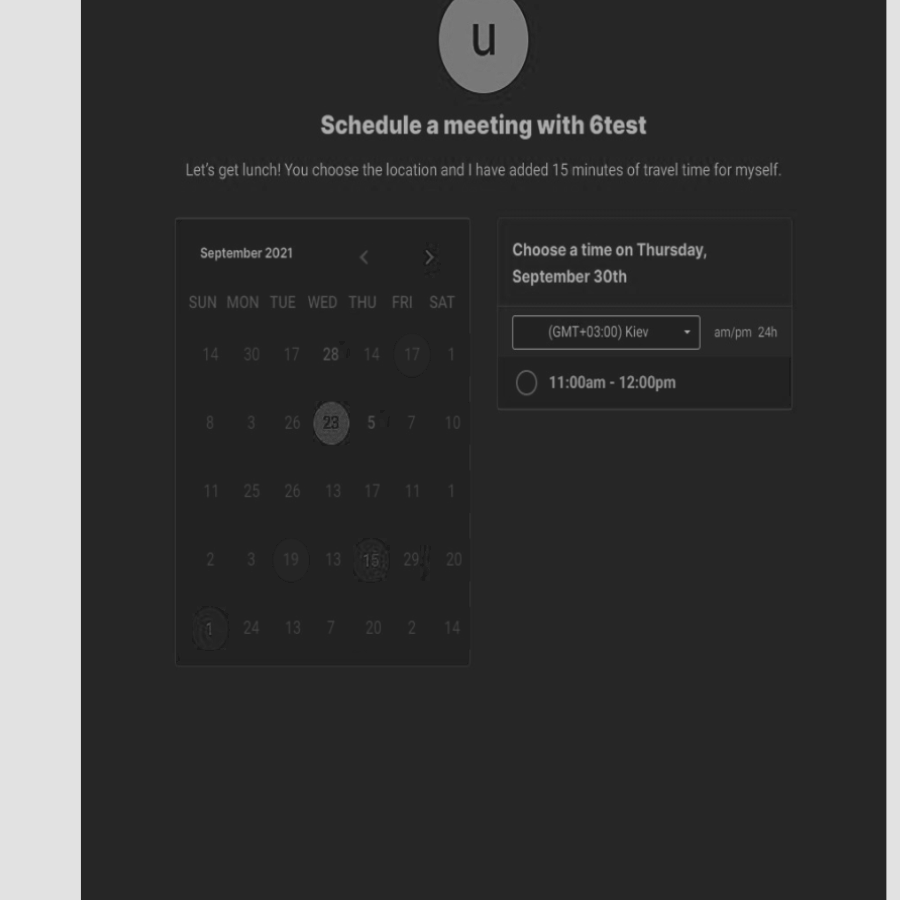 u
Schedule a meeting with 6test
Let's get lunch! You choose the location and I have added 15 minutes of travel time for myself.
September 2021
SUN MON TUE WED THU FRI SAT
14 30 17 28 14 17 1
8 3 26 23 5 7 10
11 25 26 13 17 11 1
2 3 19 13 15 29 20
1 24 13 7 20 2 14
Choose a time on Thursday,
September 30th
(GMT+03:00) Kiev am/pm 24h
11:00am - 12:00pm